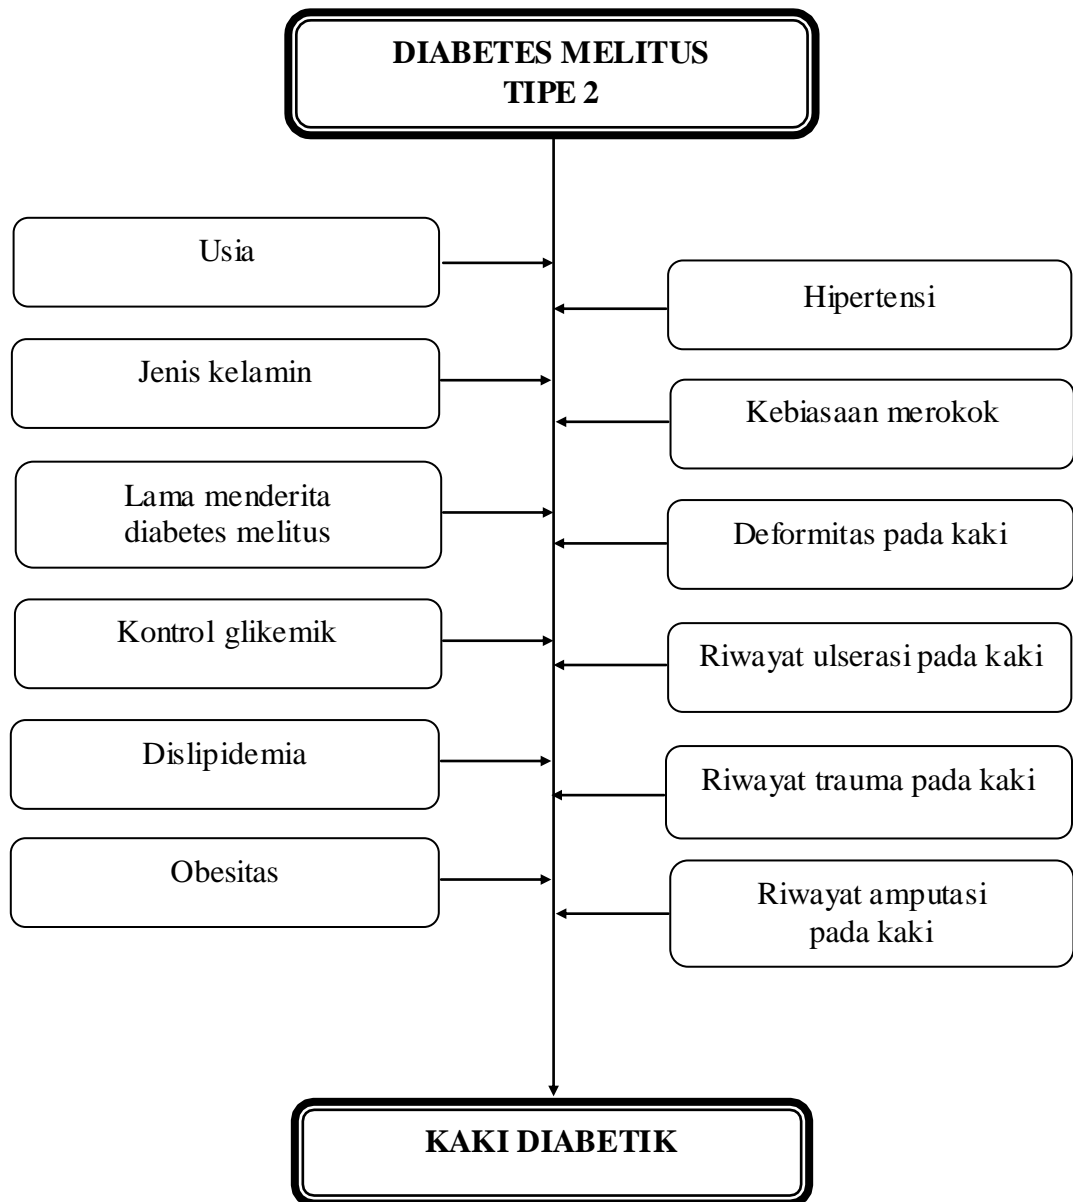 DIABETES MELITUS
TIPE 2
Usia
Hipertensi
Jenis kelamin
Kebiasaan merokok
Lama menderita
diabetes melitus
Deformitas pada kaki
Kontrol glikemik
Riwayat ulserasi pada kaki
Dislipidemia
Riwayat trauma pada kaki
Obesitas
Riwayat amputasi
pada kaki
KAKI DIABETIK